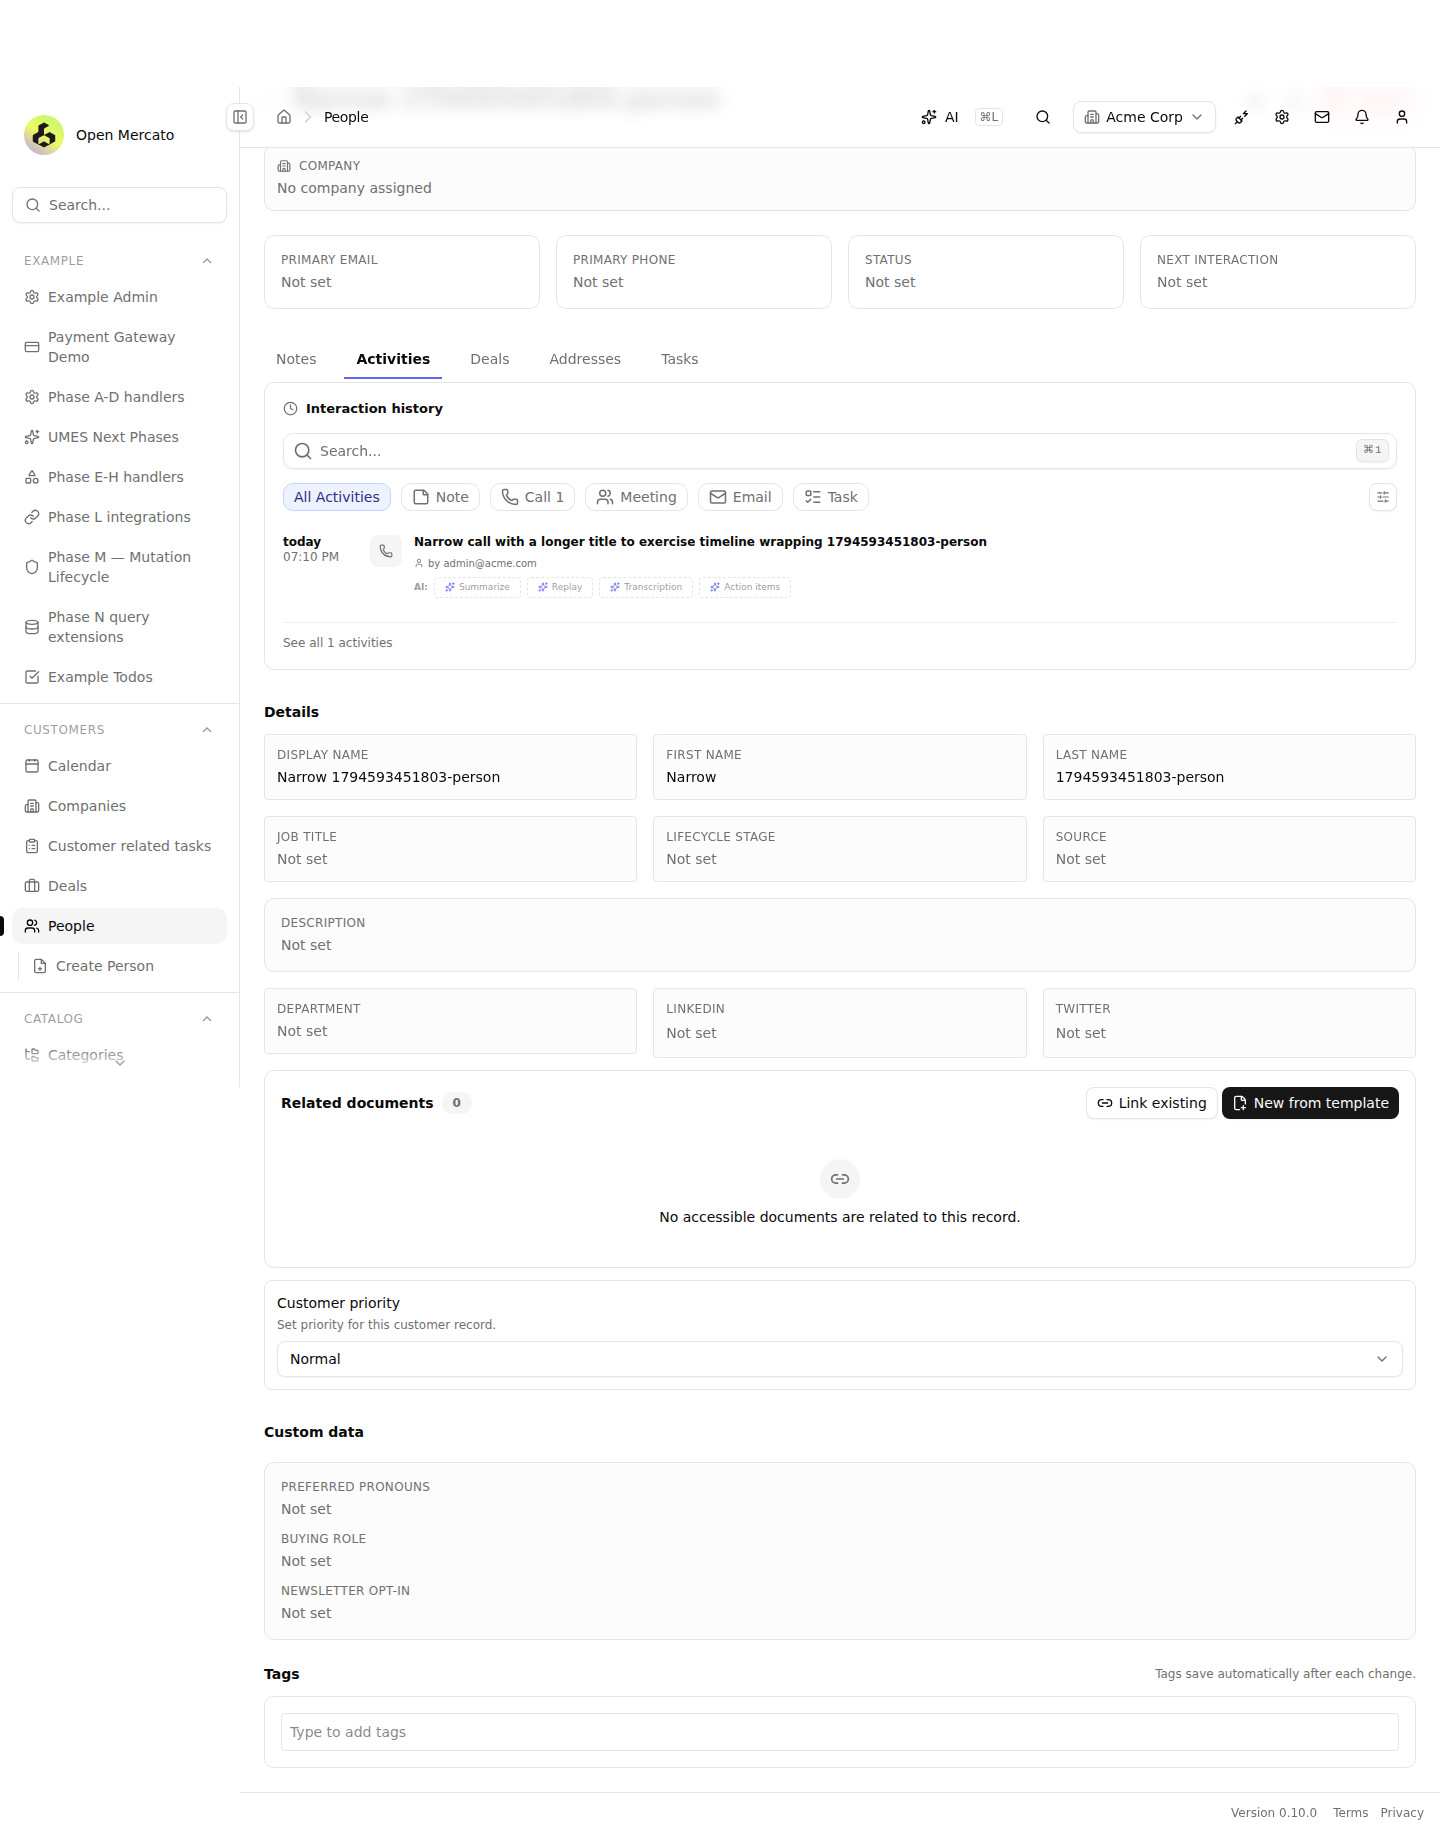 Open Mercato
Search...
EXAMPLE
Example Admin
Payment Gateway
Demo
Phase A-D handlers
UMES Next Phases
Phase E-H handlers
Phase L integrations
Phase M — Mutation
Lifecycle
Phase N query
extensions
Example Todos
CUSTOMERS
Calendar
Companies
Customer related tasks
Deals
People
Create Person
CATALOG
Categories
Narrow 1794593451803-person
People
AI ⌘L
Acme Corp
COMPANY
No company assigned
PRIMARY EMAIL
Not set
PRIMARY PHONE
Not set
STATUS
Not set
NEXT INTERACTION
Not set
Notes Activities Deals Addresses Tasks
Interaction history
Search... ⌘1
All Activities Note Call 1 Meeting Email Task
today
07:10 PM
Narrow call with a longer title to exercise timeline wrapping 1794593451803-person
by admin@acme.com
AI: Summarize Replay Transcription Action items
See all 1 activities
Details
DISPLAY NAME
Narrow 1794593451803-person
FIRST NAME
Narrow
LAST NAME
1794593451803-person
JOB TITLE
Not set
LIFECYCLE STAGE
Not set
SOURCE
Not set
DESCRIPTION
Not set
DEPARTMENT
Not set
LINKEDIN
Not set
TWITTER
Not set
Related documents 0
Link existing New from template
No accessible documents are related to this record.
Customer priority
Set priority for this customer record.
Normal
Custom data
PREFERRED PRONOUNS
Not set
BUYING ROLE
Not set
NEWSLETTER OPT-IN
Not set
Tags Tags save automatically after each change.
Type to add tags
Version 0.10.0 Terms Privacy